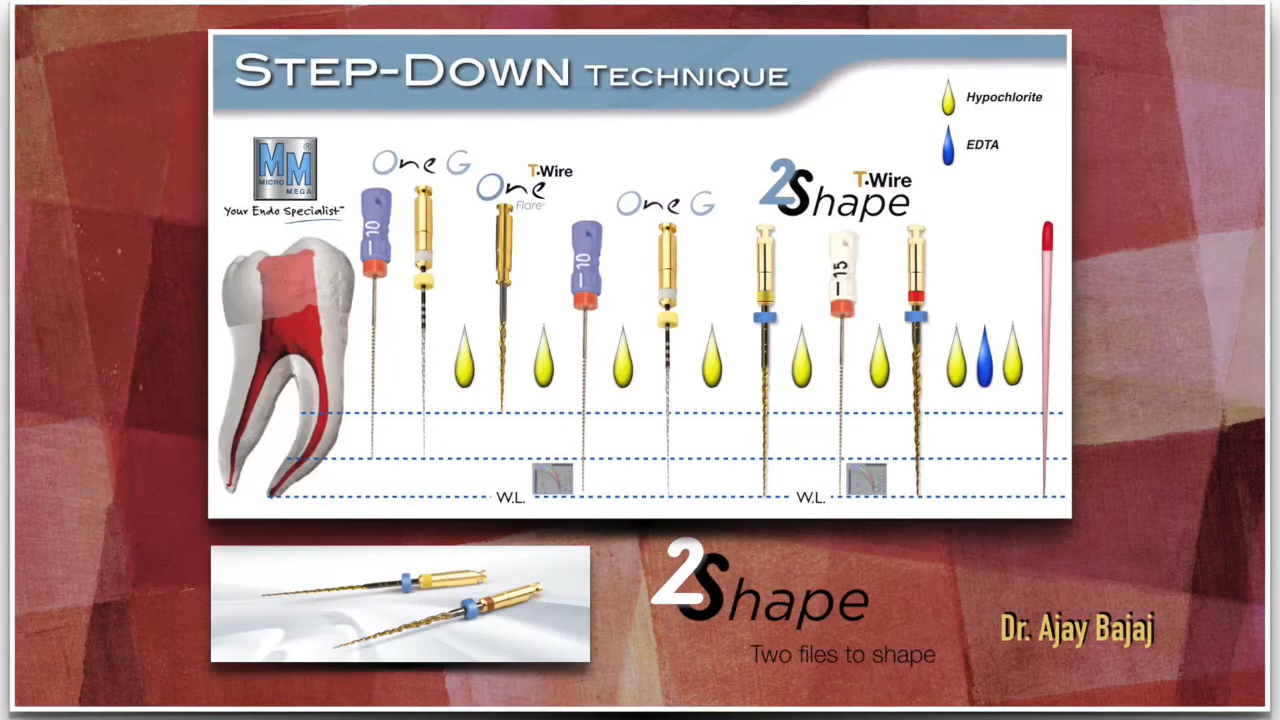 STEP-DOWN TECHNIQUE
Hypochlorite
EDTA
MM®
MICRO MEGA
Your Endo Specialist™
One G
T.Wire
One
Flare
One G
2Shape
T.Wire
10
10
15
W.L.
W.L.
2Shape
Two files to shape
Dr. Ajay Bajaj